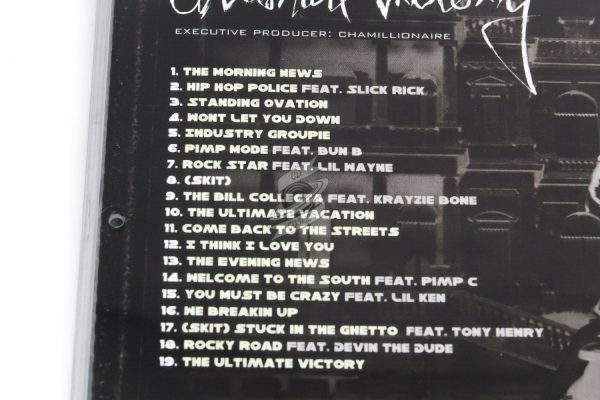 Ultimate Victory
EXECUTIVE PRODUCER: CHAMILLIONAIRE
1. THE MORNING NEWS
2. HIP HOP POLICE FEAT. SLICK RICK
3. STANDING OVATION
4. WONT LET YOU DOWN
5. INDUSTRY GROUPIE
6. PIMP MODE FEAT. BUN B
7. ROCK STAR FEAT. LIL WAYNE
8. (SKIT)
9. THE BILL COLLECTA FEAT. KRAYZIE BONE
10. THE ULTIMATE VACATION
11. COME BACK TO THE STREETS
12. I THINK I LOVE YOU
13. THE EVENING NEWS
14. WELCOME TO THE SOUTH FEAT. PIMP C
15. YOU MUST BE CRAZY FEAT. LIL KEN
16. WE BREAKIN UP
17. (SKIT) STUCK IN THE GHETTO FEAT. TONY HENRY
18. ROCKY ROAD FEAT. DEVIN THE DUDE
19. THE ULTIMATE VICTORY